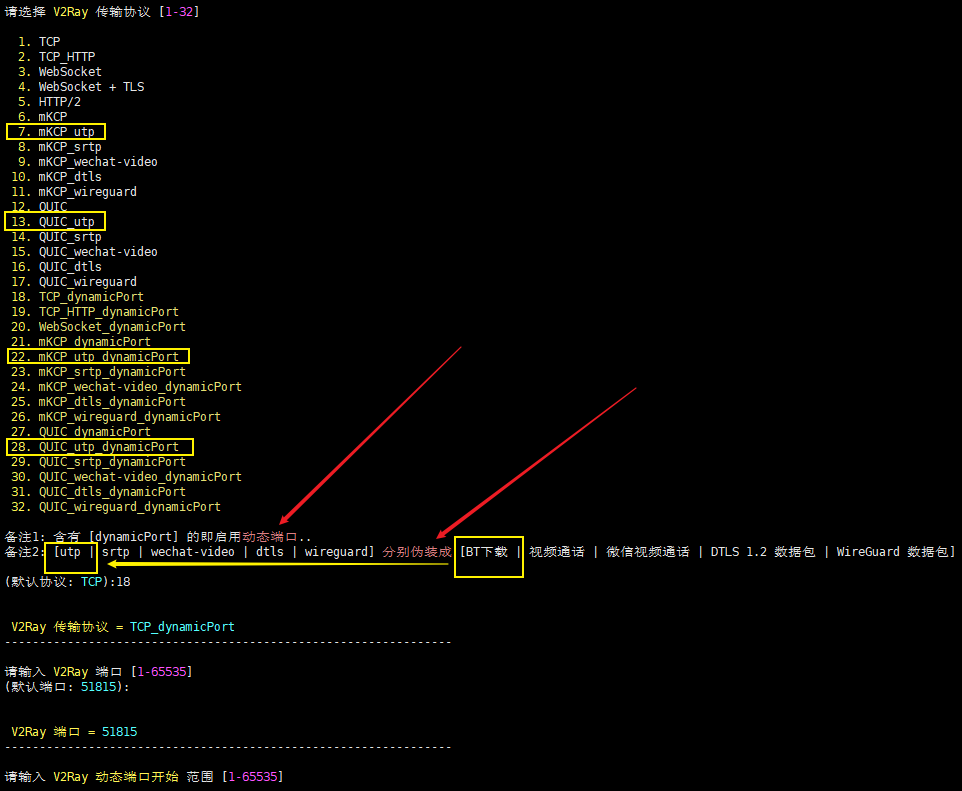 请选择 V2Ray 传输协议 [1-32]
1. TCP
2. TCP_HTTP
3. WebSocket
4. WebSocket + TLS
5. HTTP/2
6. mKCP
7. mKCP_utp
8. mKCP_srtp
9. mKCP_wechat-video
10. mKCP_dtls
11. mKCP_wireguard
12. QUIC
13. QUIC_utp
14. QUIC_srtp
15. QUIC_wechat-video
16. QUIC_dtls
17. QUIC_wireguard
18. TCP_dynamicPort
19. TCP_HTTP_dynamicPort
20. WebSocket_dynamicPort
21. mKCP_dynamicPort
22. mKCP_utp_dynamicPort
23. mKCP_srtp_dynamicPort
24. mKCP_wechat-video_dynamicPort
25. mKCP_dtls_dynamicPort
26. mKCP_wireguard_dynamicPort
27. QUIC_dynamicPort
28. QUIC_utp_dynamicPort
29. QUIC_srtp_dynamicPort
30. QUIC_wechat-video_dynamicPort
31. QUIC_dtls_dynamicPort
32. QUIC_wireguard_dynamicPort
备注1: 含有 [dynamicPort] 的即启用动态端口..
备注2: [utp | srtp | wechat-video | dtls | wireguard] 分别伪装成 [BT下载 | 视频通话 | 微信视频通话 | DTLS 1.2 数据包 | WireGuard 数据包]
(默认协议: TCP):18
V2Ray 传输协议 = TCP_dynamicPort
----------------------------------------------------------------
请输入 V2Ray 端口 [1-65535]
(默认端口: 51815):
V2Ray 端口 = 51815
----------------------------------------------------------------
请输入 V2Ray 动态端口开始 范围 [1-65535]